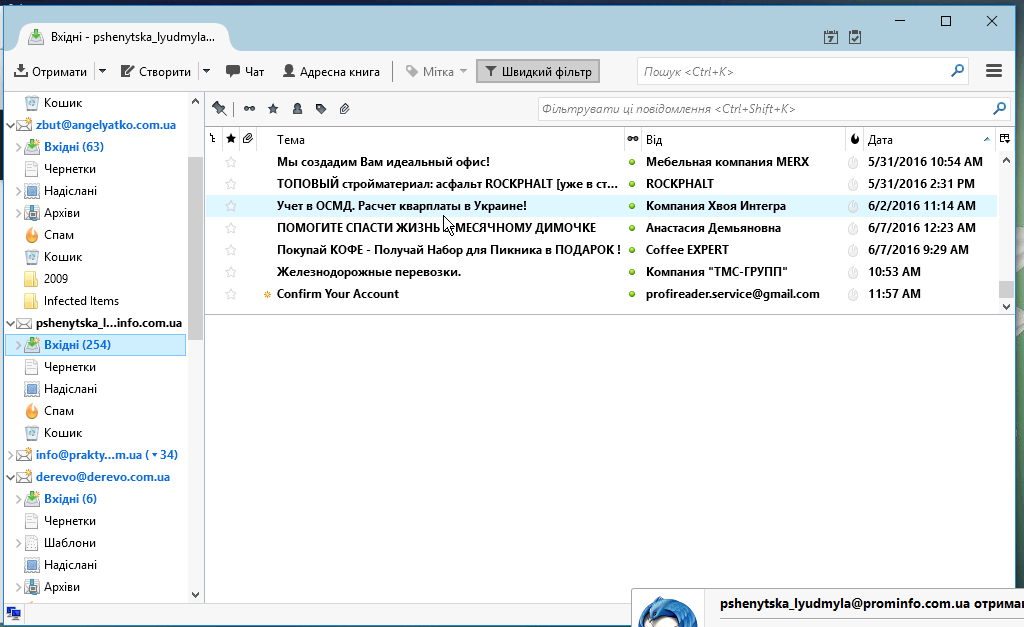 Вхідні - pshenytska_lyudmyla...
7
Отримати Створити Чат Адресна книга Мітка Швидкий фільтр Пошук <Ctrl+K>
Фільтрувати ці повідомлення <Ctrl+Shift+K>
Тема Від Дата
Мы создадим Вам идеальный офис! Мебельная компания MERX 5/31/2016 10:54 AM
ТОПОВЫЙ стройматериал: асфальт ROCKPHALT [уже в ст... ROCKPHALT 5/31/2016 2:31 PM
Учет в ОСМД. Расчет кварплаты в Украине! Компания Хвоя Интегра 6/2/2016 11:14 AM
ПОМОГИТЕ СПАСТИ ЖИЗНЬ МЕСЯЧНОМУ ДИМОЧКЕ Анастасия Демьяновна 6/7/2016 12:23 AM
Покупай КОФЕ - Получай Набор для Пикника в ПОДАРОК ! Coffee EXPERT 6/7/2016 9:29 AM
Железнодорожные перевозки. Компания "ТМС-ГРУПП" 10:53 AM
Confirm Your Account profireader.service@gmail.com 11:57 AM
Кошик
zbut@angelyatko.com.ua
Вхідні (63)
Чернетки
Надіслані
Архіви
Спам
Кошик
2009
Infected Items
pshenytska_l...info.com.ua
Вхідні (254)
Чернетки
Надіслані
Спам
Кошик
info@prakty...m.ua (▾34)
derevo@derevo.com.ua
Вхідні (6)
Чернетки
Шаблони
Надіслані
Архіви
pshenytska_lyudmyla@prominfo.com.ua отрима